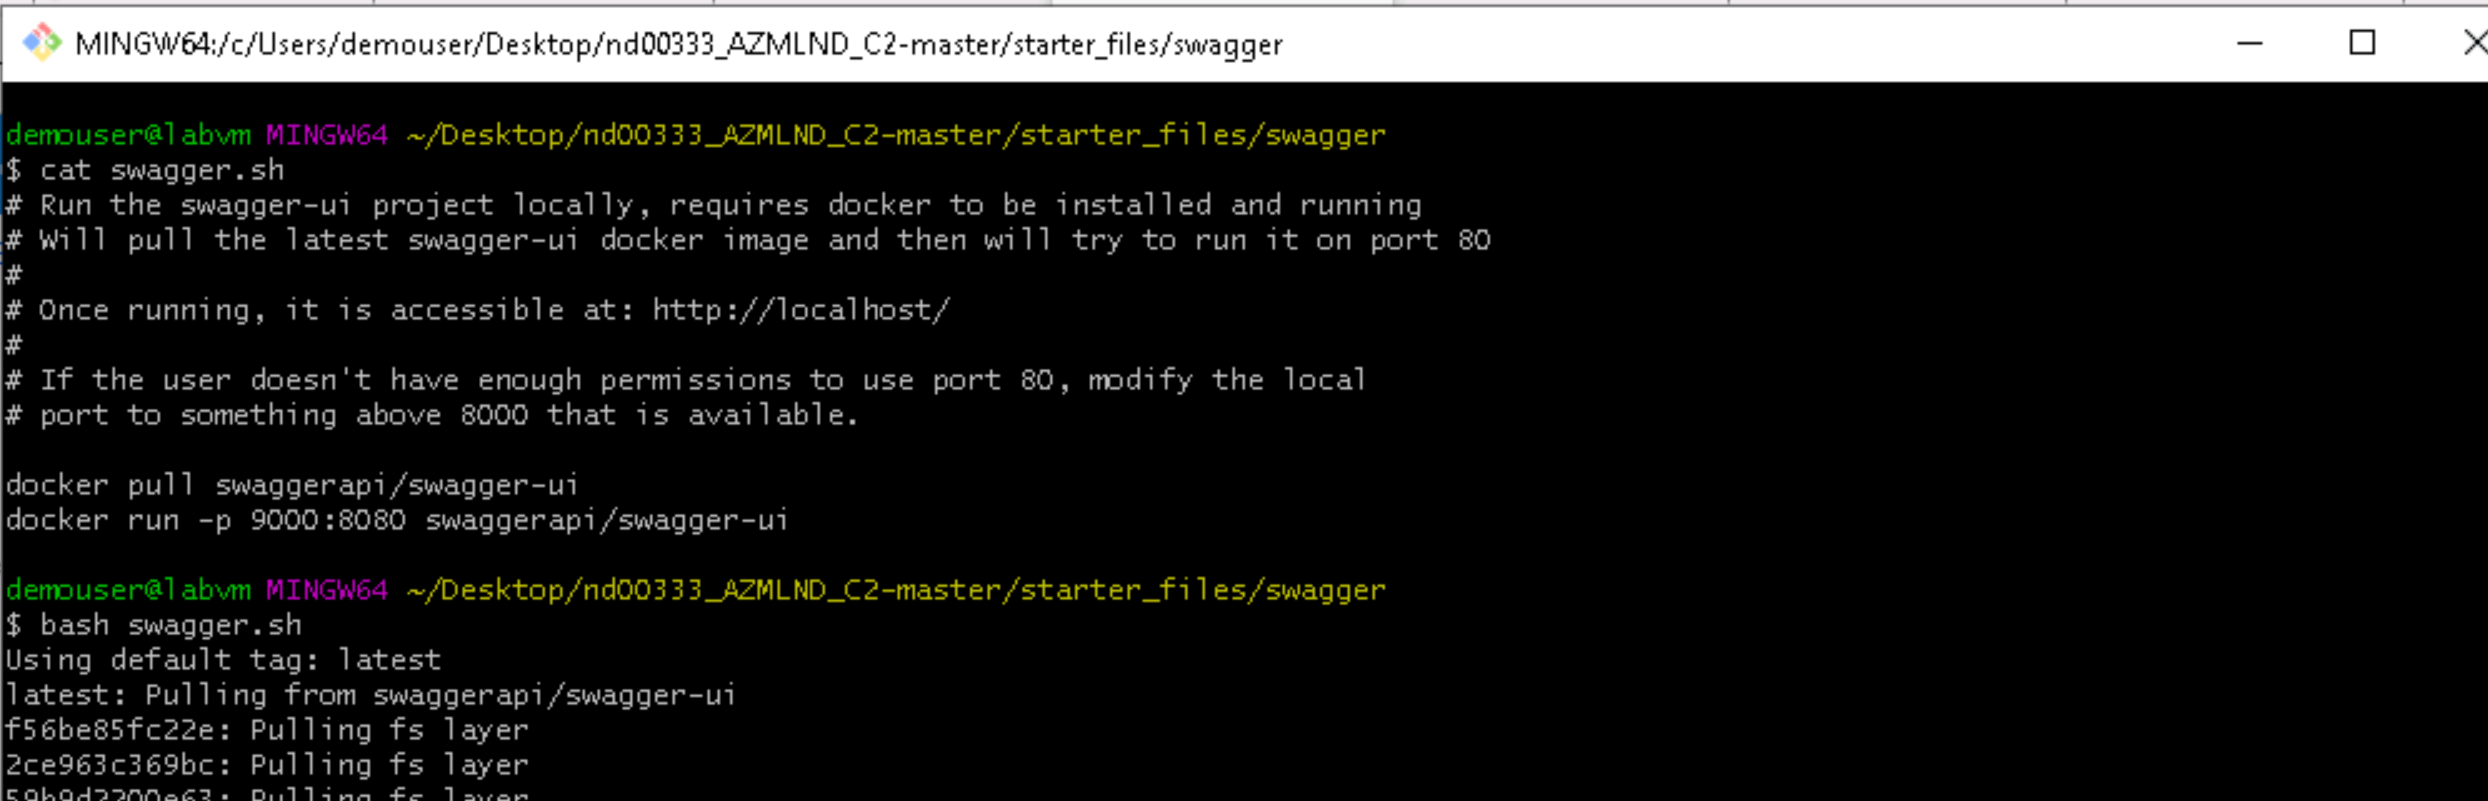 MINGW64:/c/Users/demouser/Desktop/nd00333_AZMLND_C2-master/starter_files/swagger
demouser@labvm MINGW64 ~/Desktop/nd00333_AZMLND_C2-master/starter_files/swagger
$ cat swagger.sh
# Run the swagger-ui project locally, requires docker to be installed and running
# Will pull the latest swagger-ui docker image and then will try to run it on port 80
#
# Once running, it is accessible at: http://localhost/
#
# If the user doesn't have enough permissions to use port 80, modify the local
# port to something above 8000 that is available.
docker pull swaggerapi/swagger-ui
docker run -p 9000:8080 swaggerapi/swagger-ui
demouser@labvm MINGW64 ~/Desktop/nd00333_AZMLND_C2-master/starter_files/swagger
$ bash swagger.sh
Using default tag: latest
latest: Pulling from swaggerapi/swagger-ui
f56be85fc22e: Pulling fs layer
2ce963c369bc: Pulling fs layer
59b9d2200e63: Pulling fs layer